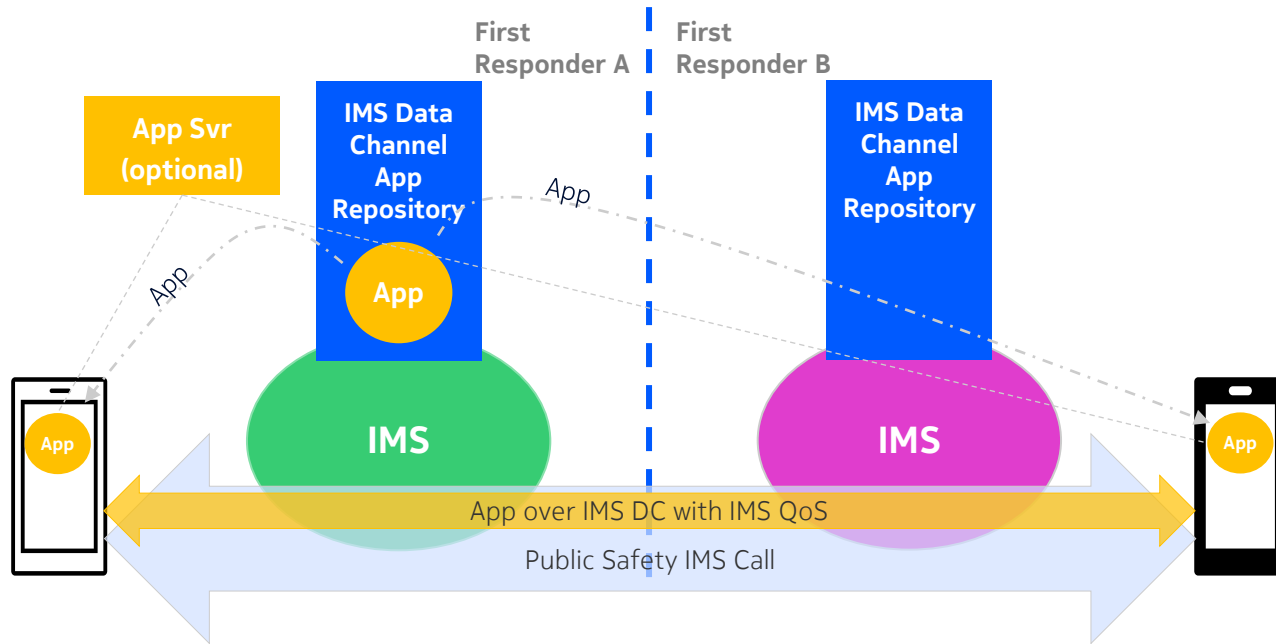 First
Responder A
First
Responder B
IMS Data
Channel
App
Repository
IMS Data
Channel
App
Repository
App Svr
(optional)
App
App
App
App
App
IMS
IMS
App over IMS DC with IMS QoS
Public Safety IMS Call